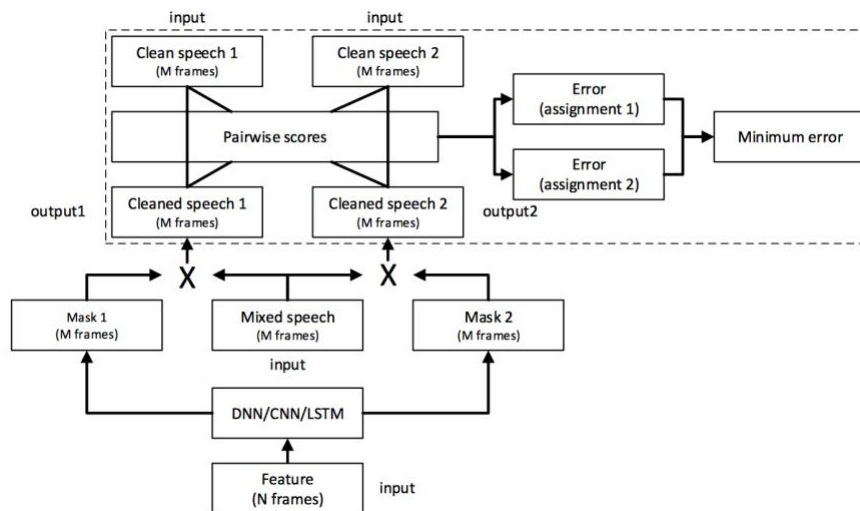 input
input
Clean speech 1
(M frames)
Clean speech 2
(M frames)
Error
(assignment 1)
Pairwise scores
Minimum error
Error
(assignment 2)
output1
Cleaned speech 1
(M frames)
Cleaned speech 2
(M frames)
output2
X
X
Mask 1
(M frames)
Mixed speech
(M frames)
Mask 2
(M frames)
input
DNN/CNN/LSTM
Feature
(N frames)
input